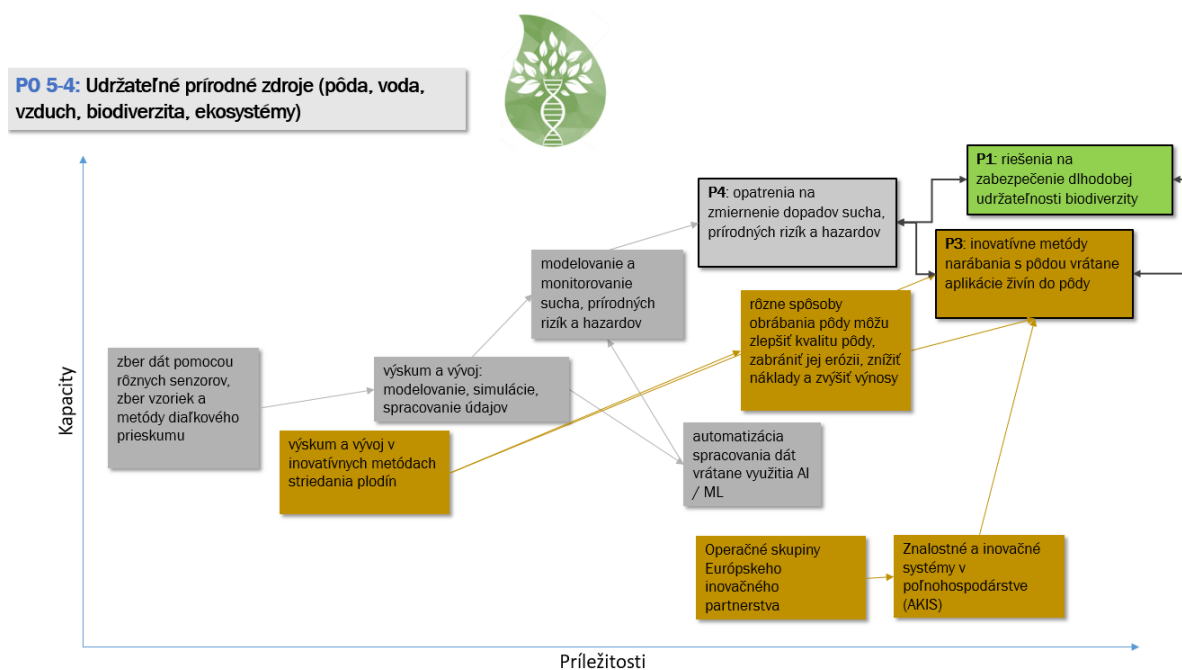 PO 5-4: Udržateľné prírodné zdroje (pôda, voda,
vzduch, biodiverzita, ekosystémy)
P1: riešenia na
zabezpečenie dlhodobej
udržateľnosti biodiverzity
P4: opatrenia na
zmiernenie dopadov sucha,
prírodných rizík a hazardov
P3: inovatívne metódy
narábania s pôdou vrátane
aplikácie živín do pôdy
modelovanie a
monitorovanie
sucha, prírodných
rizík a hazardov
rôzne spôsoby
obrábania pôdy môžu
zlepšiť kvalitu pôdy,
zabrániť jej erózii, znížiť
náklady a zvýšiť výnosy
zber dát pomocou
rôznych senzorov,
zber vzoriek a
metódy diaľkového
prieskumu
výskum a vývoj:
modelovanie, simulácie,
spracovanie údajov
výskum a vývoj v
inovatívnych metódach
striedania plodín
automatizácia
spracovania dát
vrátane využitia AI
/ ML
Operačné skupiny
Európskeho
inovačného
partnerstva
Znalostné a inovačné
systémy v
poľnohospodárstve
(AKIS)
Kapacity
Príležitosti